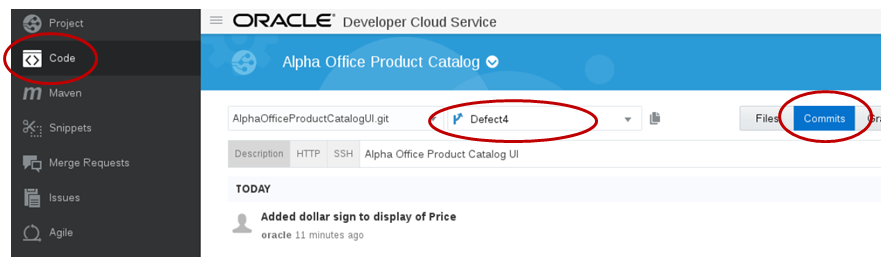 Project
Code
Maven
Snippets
Merge Requests
Issues
Agile
ORACLE® Developer Cloud Service
Alpha Office Product Catalog
AlphaOfficeProductCatalogUI.git Defect4 Files Commits
Description HTTP SSH Alpha Office Product Catalog UI
TODAY
Added dollar sign to display of Price
oracle 11 minutes ago